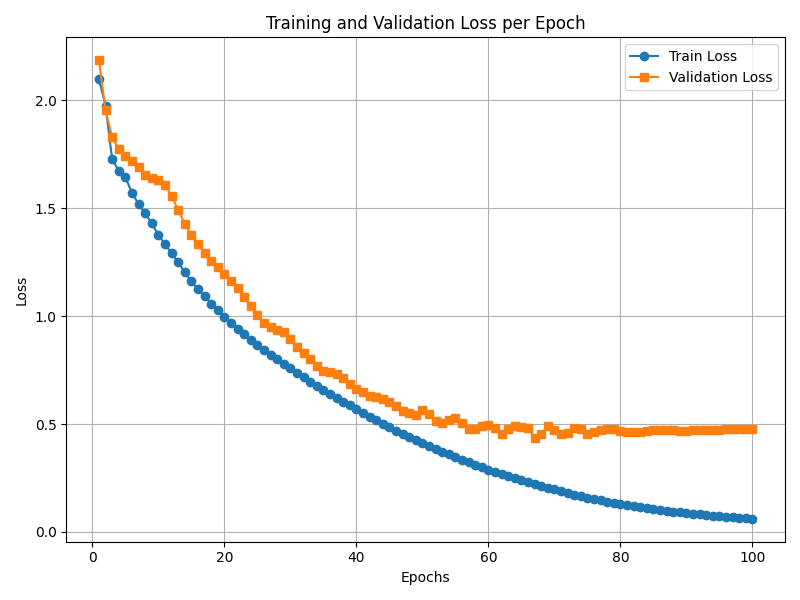 Training and Validation Loss per Epoch
Train Loss
Validation Loss
Loss
2.0
1.5
1.0
0.5
0.0
0 20 40 60 80 100
Epochs